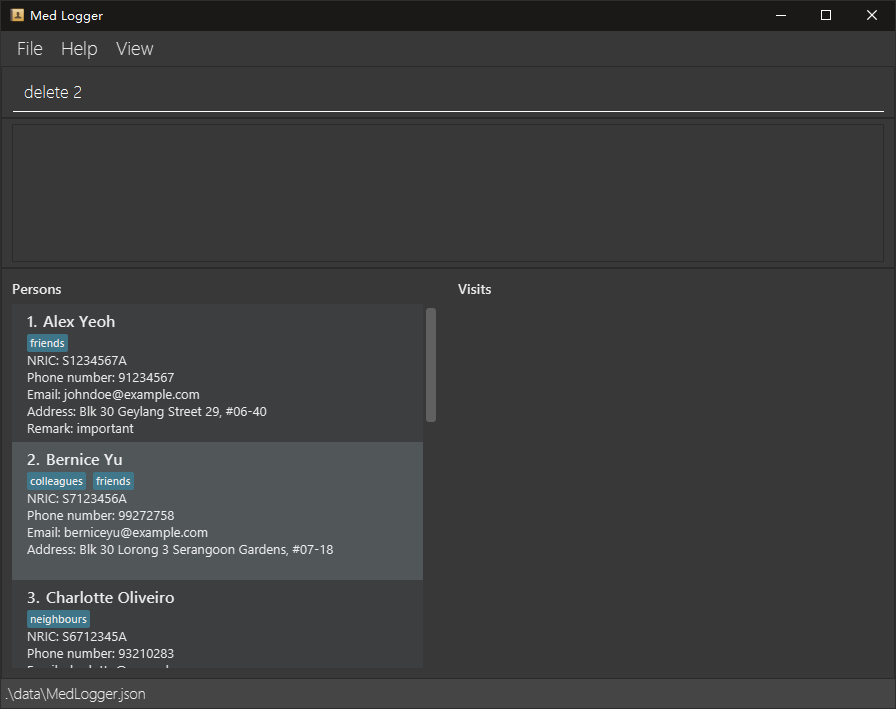 Med Logger
File Help View
delete 2
Persons
Visits
1. Alex Yeoh
friends
NRIC: S1234567A
Phone number: 91234567
Email: johndoe@example.com
Address: Blk 30 Geylang Street 29, #06-40
Remark: important
2. Bernice Yu
colleagues friends
NRIC: S7123456A
Phone number: 99272758
Email: berniceyu@example.com
Address: Blk 30 Lorong 3 Serangoon Gardens, #07-18
3. Charlotte Oliveiro
neighbours
NRIC: S6712345A
Phone number: 93210283
.\data\MedLogger.json